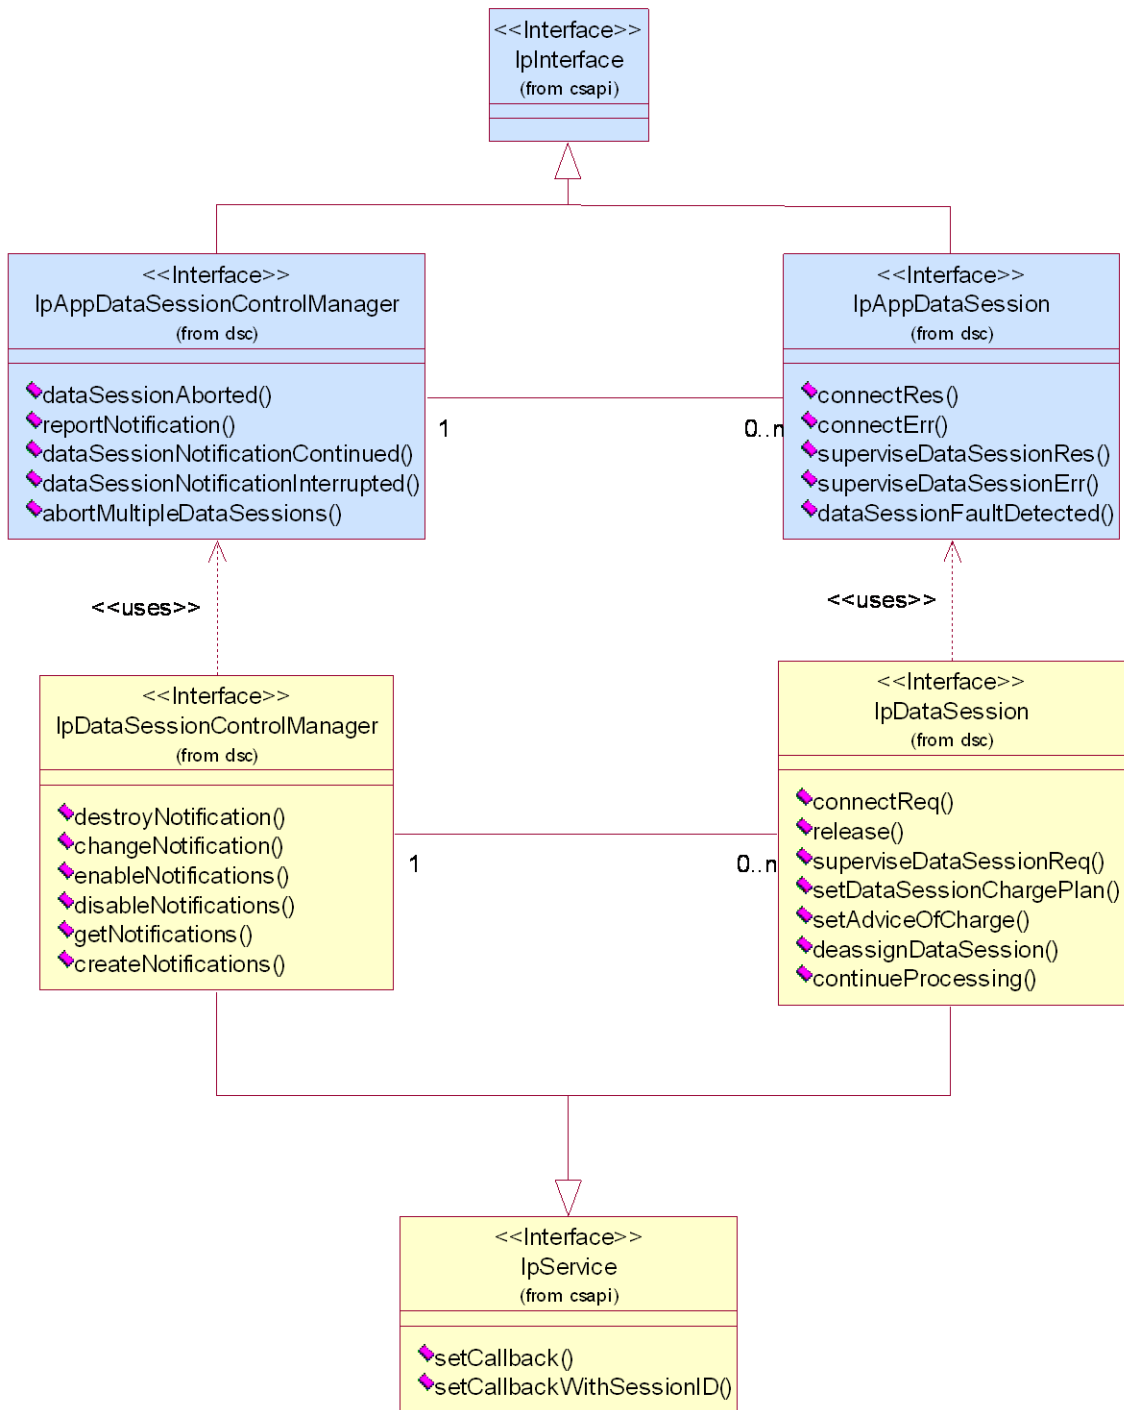 <<Interface>>
IpInterface
(from csapi)
<<Interface>>
IpAppDataSessionControlManager
(from dsc)
dataSessionAborted()
reportNotification()
dataSessionNotificationContinued()
dataSessionNotificationInterrupted()
abortMultipleDataSessions()
<<Interface>>
IpAppDataSession
(from dsc)
connectRes()
connectErr()
superviseDataSessionRes()
superviseDataSessionErr()
dataSessionFaultDetected()
1
0..n
<<uses>>
<<uses>>
<<Interface>>
IpDataSessionControlManager
(from dsc)
destroyNotification()
changeNotification()
enableNotifications()
disableNotifications()
getNotifications()
createNotifications()
<<Interface>>
IpDataSession
(from dsc)
connectReq()
release()
superviseDataSessionReq()
setDataSessionChargePlan()
setAdviceOfCharge()
deassignDataSession()
continueProcessing()
1
0..n
<<Interface>>
IpService
(from csapi)
setCallback()
setCallbackWithSessionID()